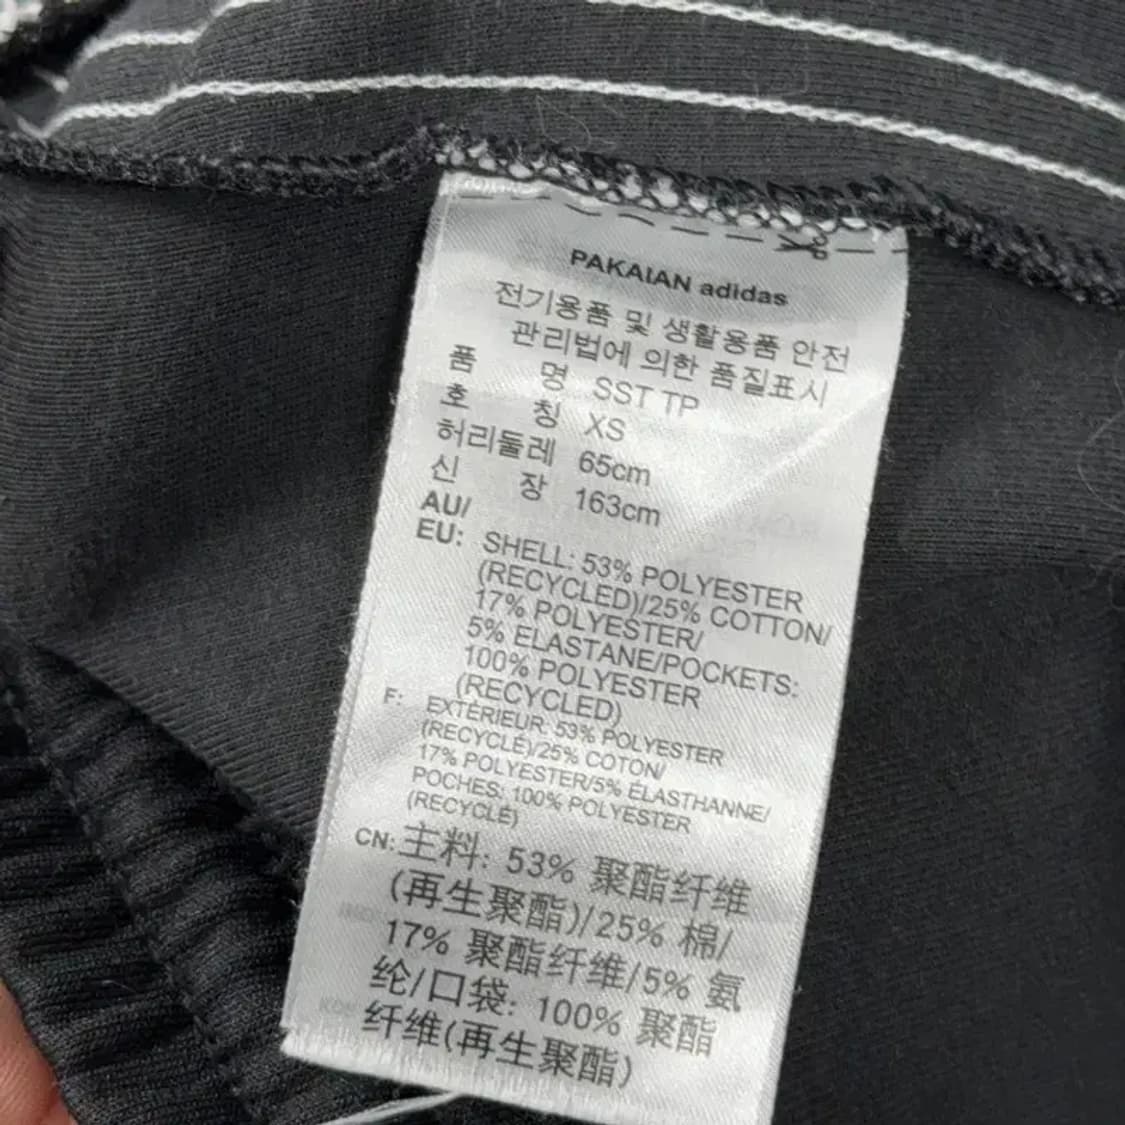 PAKAIAN adidas
전기용품 및 생활용품 안전
관리법에 의한 품질표시
품 명 SST TP
호 칭 XS
허리둘레 65cm
신 장 163cm
AU/
EU: SHELL: 53% POLYESTER
(RECYCLED)/25% COTTON/
17% POLYESTER/
5% ELASTANE/POCKETS:
100% POLYESTER
(RECYCLED)
F: EXTÉRIEUR: 53% POLYESTER
(RECYCLÉ)/25% COTON/
17% POLYESTER/5% ÉLASTHANNE/
POCHES: 100% POLYESTER
(RECYCLÉ)
CN: 主料: 53% 聚酯纤维
(再生聚酯)/25% 棉/
17% 聚酯纤维/5% 氨
纶/口袋: 100% 聚酯
纤维(再生聚酯)